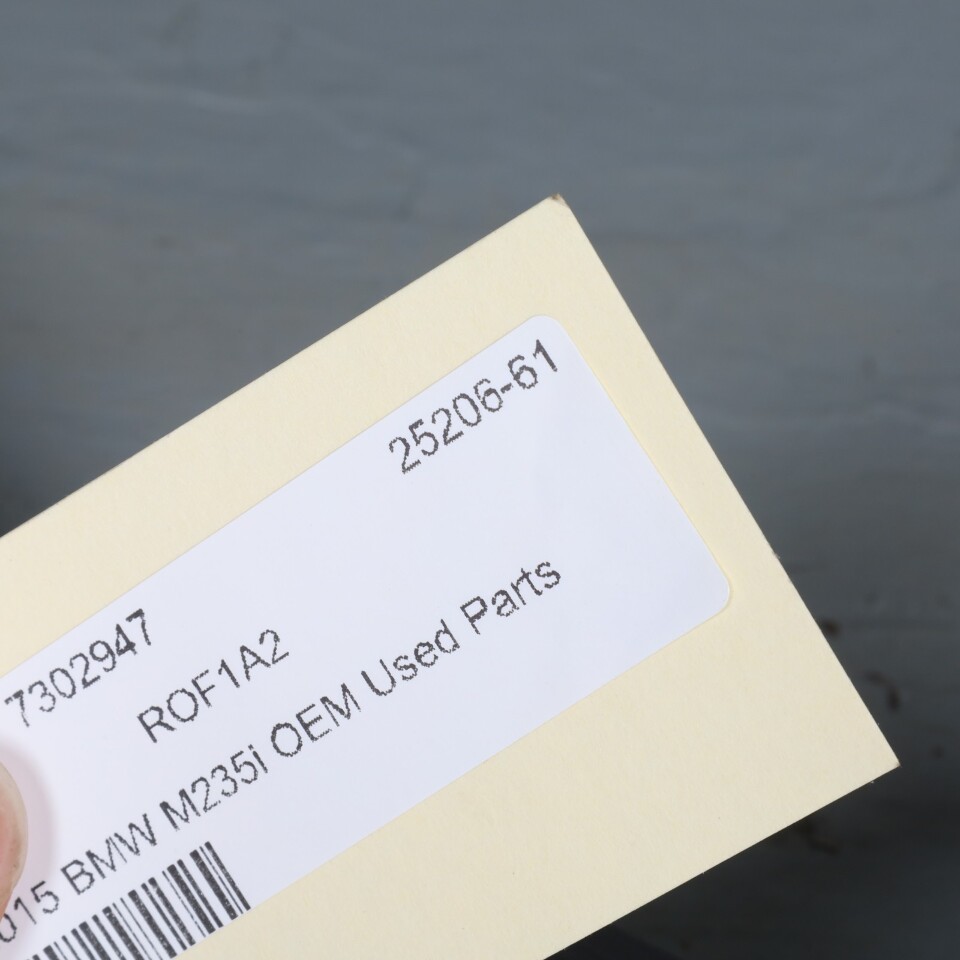 25206-61
7302947
ROF1A2
015 BMW M235i OEM Used Parts